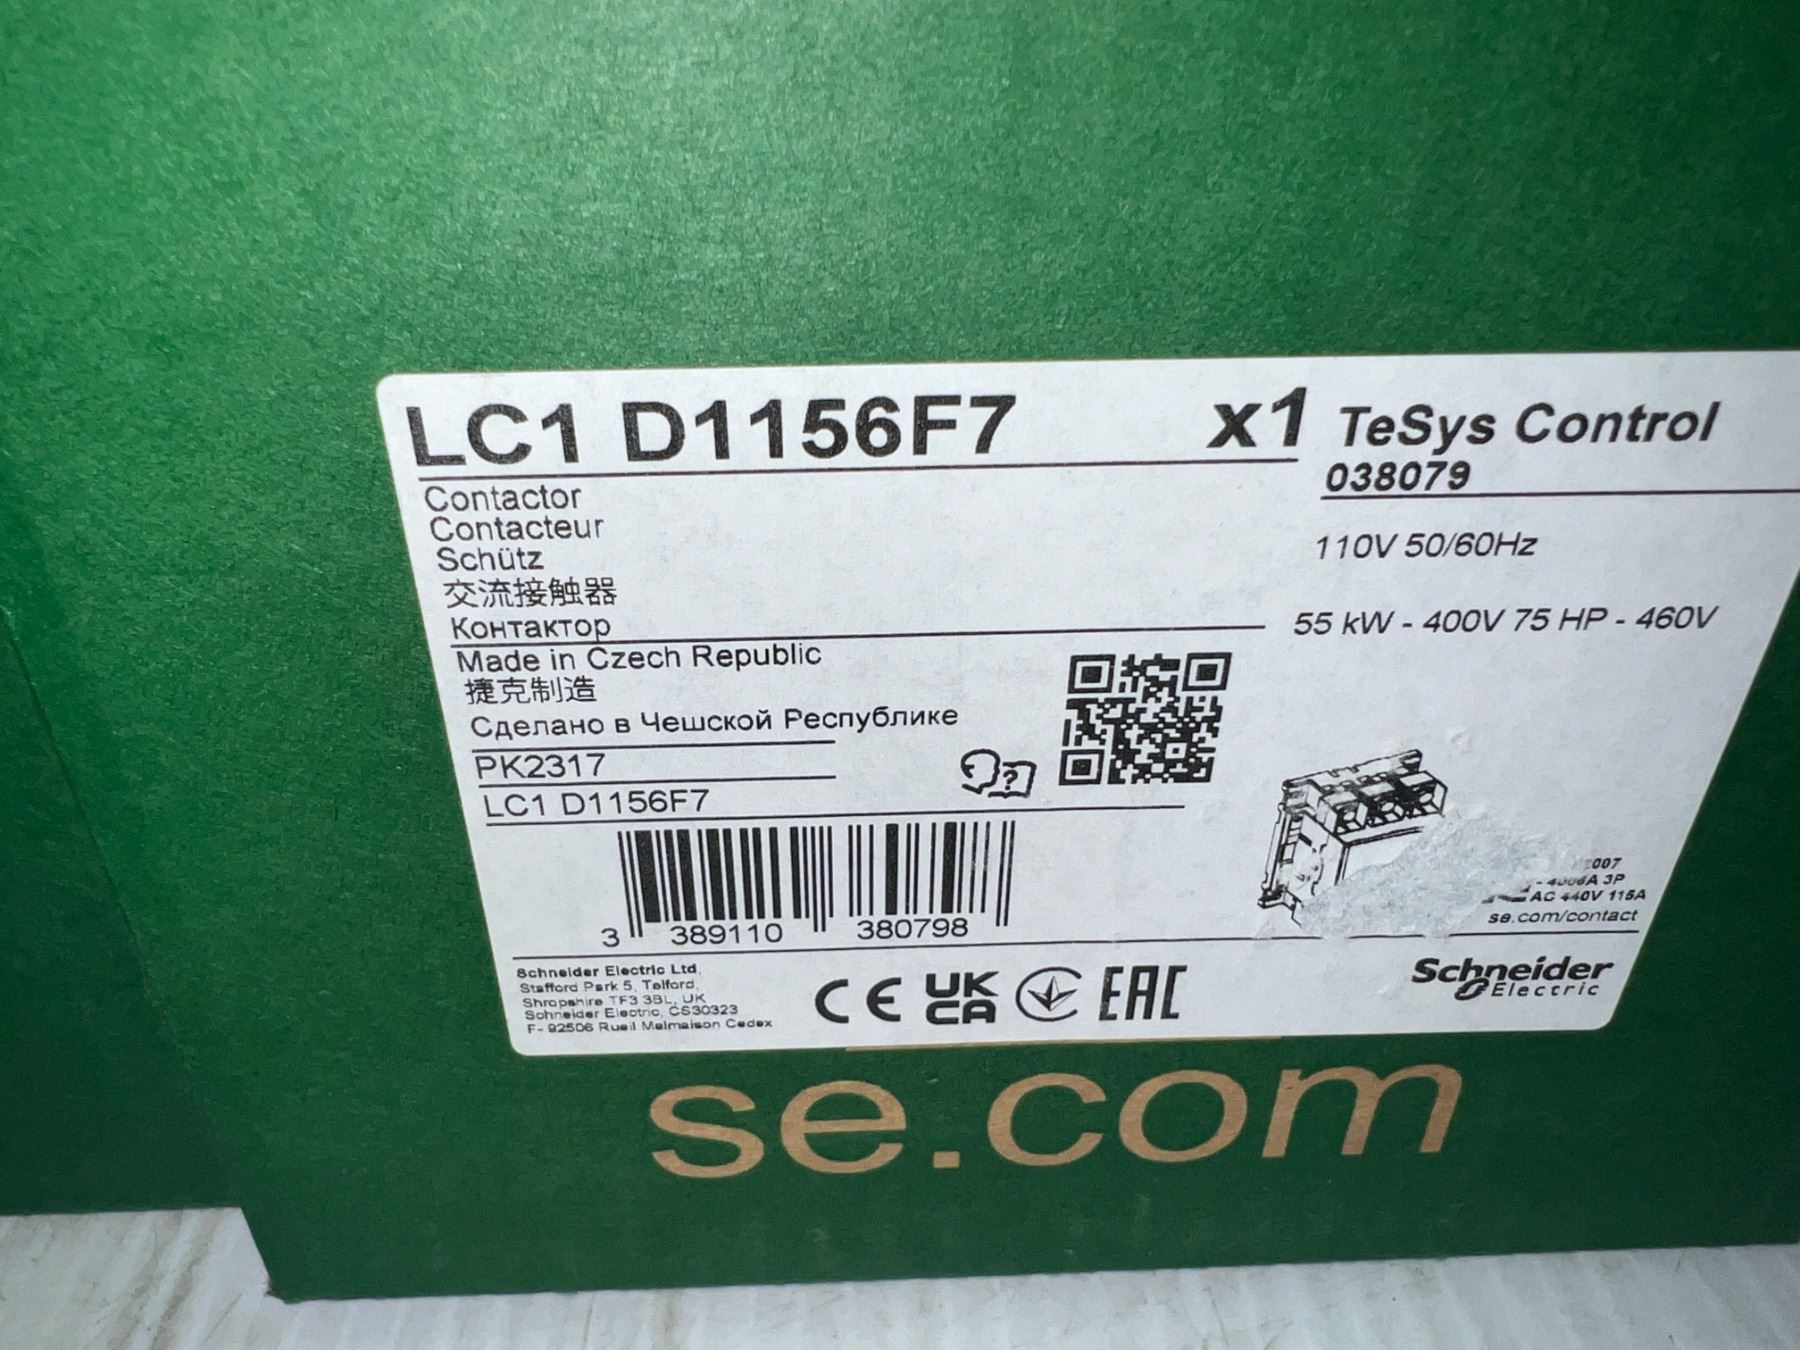 LC1 D1156F7 x1 TeSys Control
038079
Contactor
Contacteur
Schütz
交流接触器
Контактор
110V 50/60Hz
55 kW - 400V 75 HP - 460V
Made in Czech Republic
捷克制造
Сделано в Чешской Республике
PK2317
LC1 D1156F7
3 389110 380798
?
A 3P
AC 440V 115A
se.com/contact
Schneider Electric Ltd,
Stafford Park 5, Telford,
Shropshire TF3 3BL, UK
Schneider Electric, CS30323
F- 92506 Rueil Malmaison Cedex
CE UK CA EAC
Schneider
Electric
se.com